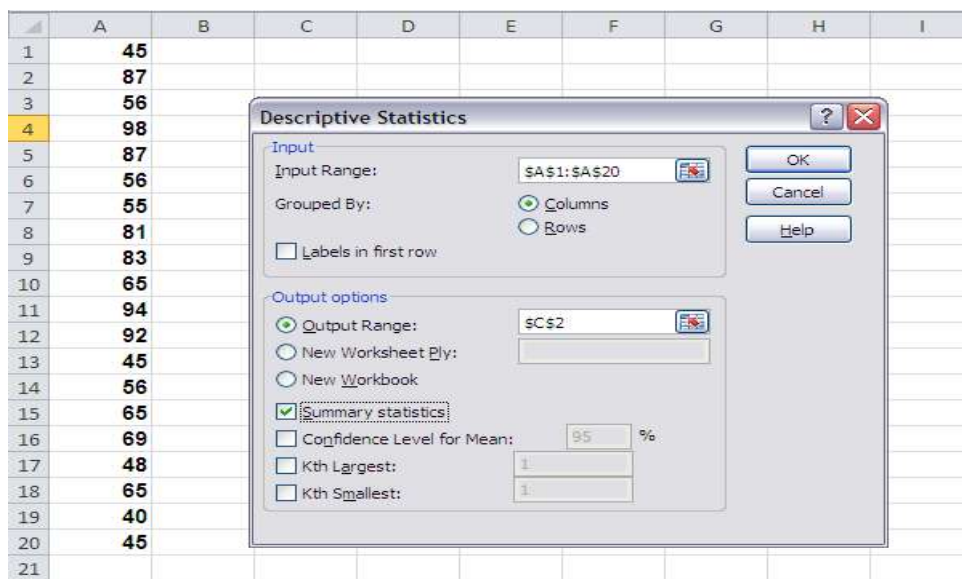 A B C D E F G H I
1 45
2 87
3 56
4 98
5 87
6 56
7 55
8 81
9 83
10 65
11 94
12 92
13 45
14 56
15 65
16 69
17 48
18 65
19 40
20 45
21
Descriptive Statistics ?
Input
Input Range: $A$1:$A$20
Grouped By: Columns
Rows
Labels in first row
OK
Cancel
Help
Output options
Output Range: $C$2
New Worksheet Ply:
New Workbook
Summary statistics
Confidence Level for Mean: 95 %
Kth Largest: 1
Kth Smallest: 1